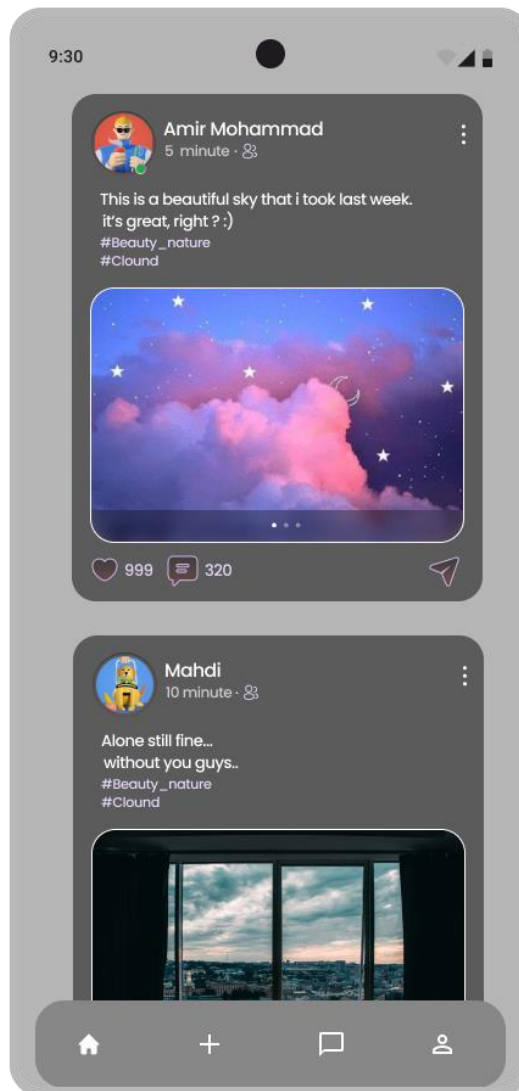 9:30
Amir Mohammad
5 minute ·
This is a beautiful sky that i took last week.
it's great, right ? :)
#Beauty_nature
#Clound
999 320
Mahdi
10 minute ·
Alone still fine...
without you guys..
#Beauty_nature
#Clound